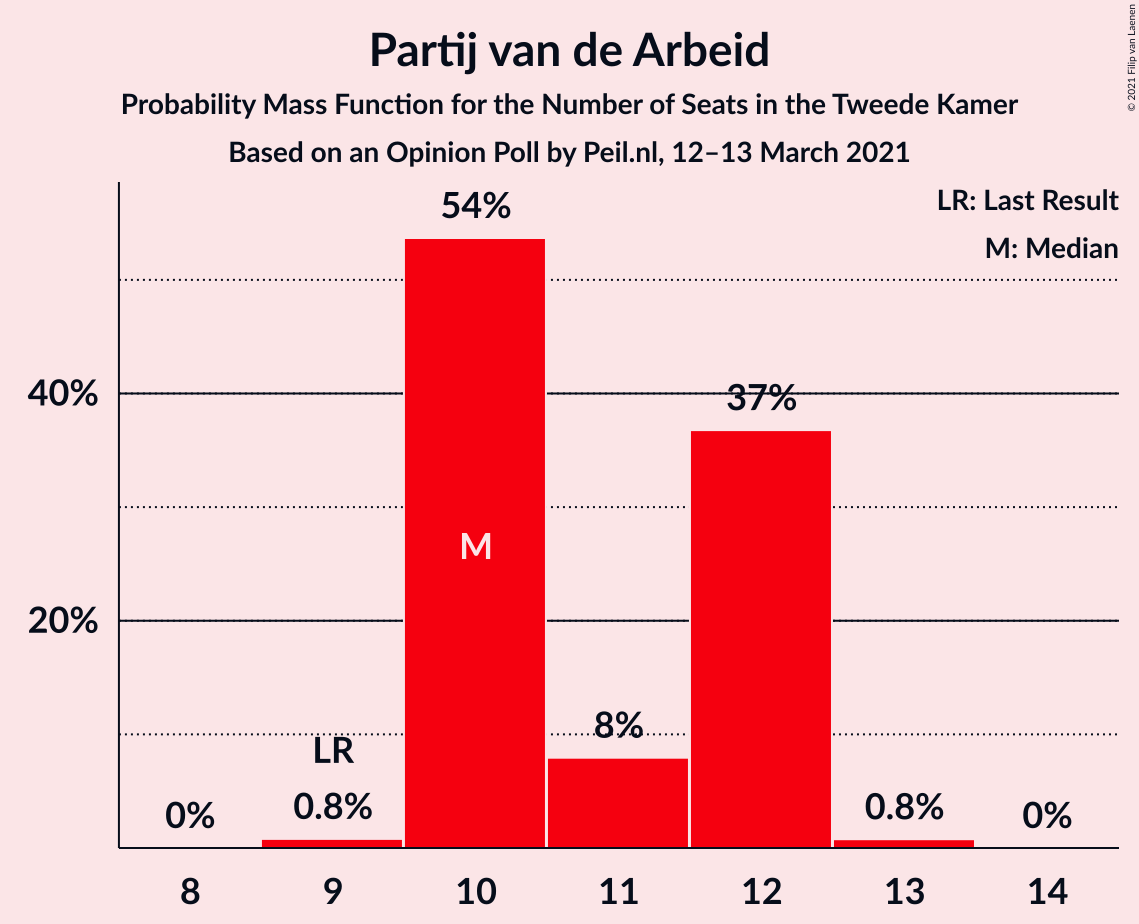 © 2021 Filip van Laenen
Partij van de Arbeid
Probability Mass Function for the Number of Seats in the Tweede Kamer
Based on an Opinion Poll by Peil.nl, 12–13 March 2021
LR: Last Result
M: Median
54%
40%
37%
M
20%
8%
LR
0%
0.8%
0.8%
0%
8 9 10 11 12 13 14